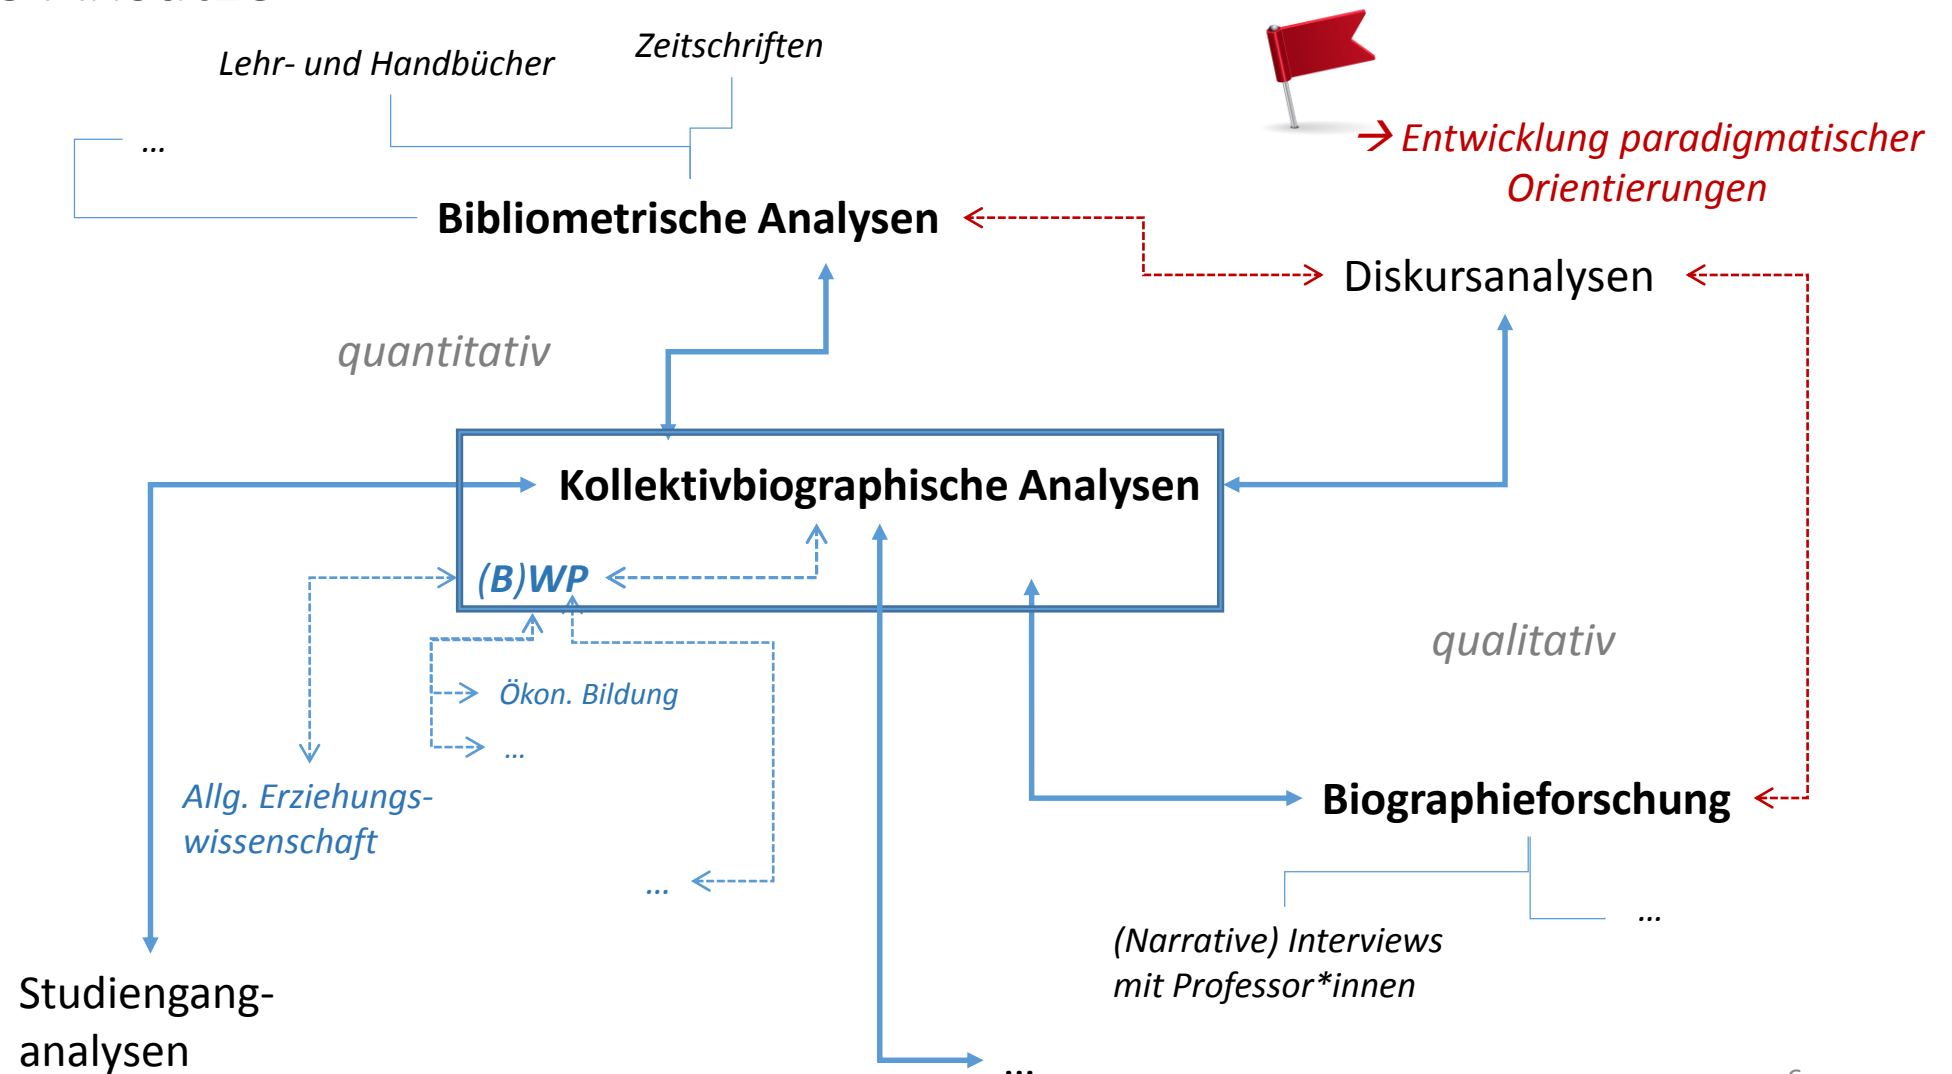 Zeitschriften
Lehr- und Handbücher
...
→ Entwicklung paradigmatischer
Orientierungen
Bibliometrische Analysen
Diskursanalysen
quantitativ
Kollektivbiographische Analysen
(B)WP
qualitativ
Ökon. Bildung
...
Allg. Erziehungs-
wissenschaft
Biographieforschung
...
...
(Narrative) Interviews
mit Professor*innen
Studiengang-
analysen
...